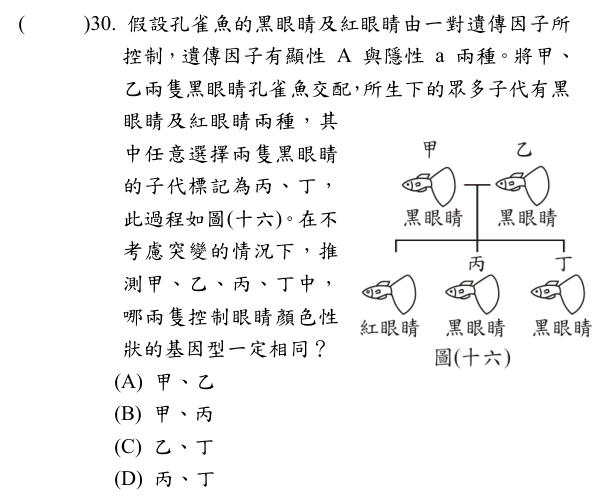 (　　)30. 假設孔雀魚的黑眼睛及紅眼睛由一對遺傳因子所
控制，遺傳因子有顯性 A 與隱性 a 兩種。將甲、
乙兩隻黑眼睛孔雀魚交配，所生下的眾多子代有黑
眼睛及紅眼睛兩種，其
中任意選擇兩隻黑眼睛
的子代標記為丙、丁，
此過程如圖(十六)。在不
考慮突變的情況下，推
測甲、乙、丙、丁中，
哪兩隻控制眼睛顏色性
狀的基因型一定相同？
甲 乙
黑眼睛 黑眼睛
丙 丁
紅眼睛 黑眼睛 黑眼睛
圖(十六)
(A) 甲、乙
(B) 甲、丙
(C) 乙、丁
(D) 丙、丁